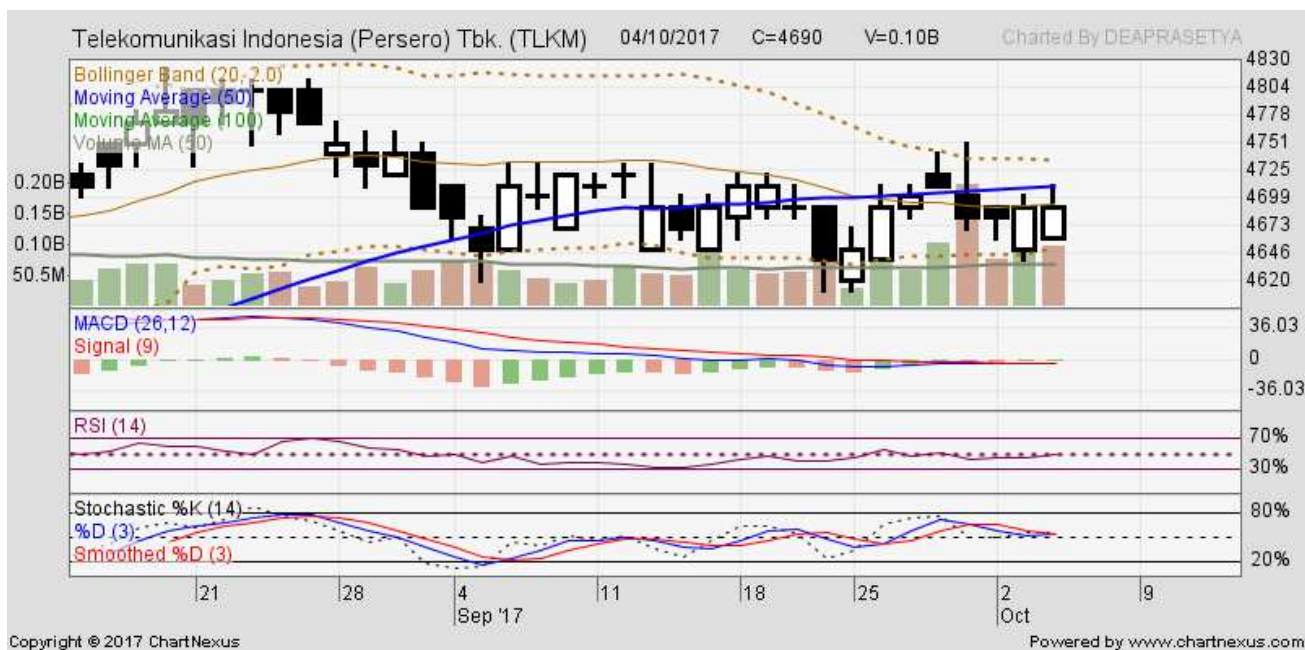 Telekomunikasi Indonesia (Persero) Tbk. (TLKM) 04/10/2017 C=4690 V=0.10B Charted By DEAPRASETYA
Bollinger Band (20, 2.0)
Moving Average (50)
Moving Average (100)
Volume MA (50)
0.20B
0.15B
0.10B
50.5M
4830
4804
4778
4751
4725
4699
4673
4646
4620
MACD (26,12)
Signal (9)
36.03
0
-36.03
RSI (14)
70%
30%
Stochastic %K (14)
%D (3)
Smoothed %D (3)
80%
20%
21 28 4 11 18 25 2 9
Sep '17 Oct
Copyright © 2017 ChartNexus Powered by www.chartnexus.com